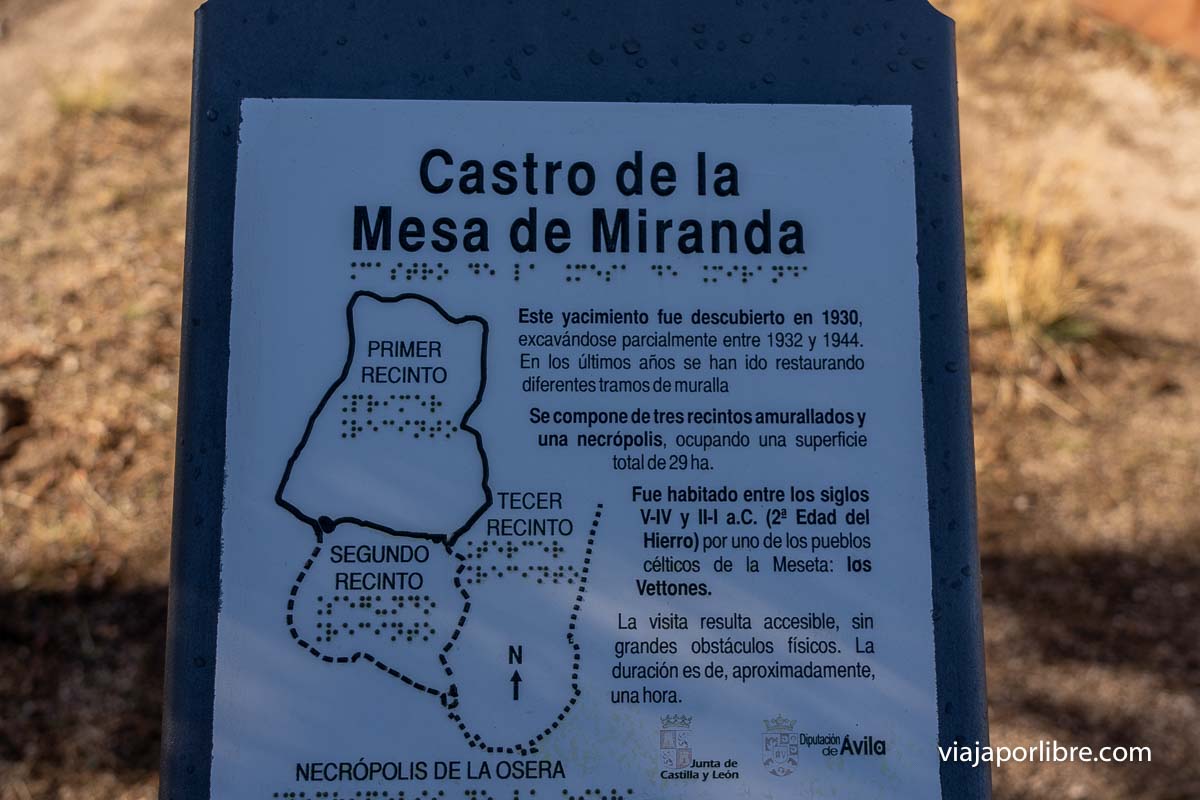 Castro de la
Mesa de Miranda
PRIMER
RECINTO
Este yacimiento fue descubierto en 1930,
excavándose parcialmente entre 1932 y 1944.
En los últimos años se han ido restaurando
diferentes tramos de muralla
Se compone de tres recintos amurallados y
una necrópolis, ocupando una superficie
total de 29 ha.
TECER
RECINTO
SEGUNDO
RECINTO
Fue habitado entre los siglos
V-IV y II-I a.C. (2ª Edad del
Hierro) por uno de los pueblos
célticos de la Meseta: los
Vettones.
La visita resulta accesible, sin
grandes obstáculos físicos. La
duración es de, aproximadamente,
una hora.
N
NECRÓPOLIS DE LA OSERA
Junta de
Castilla y León
Diputación
de Ávila
viajaporlibre.com